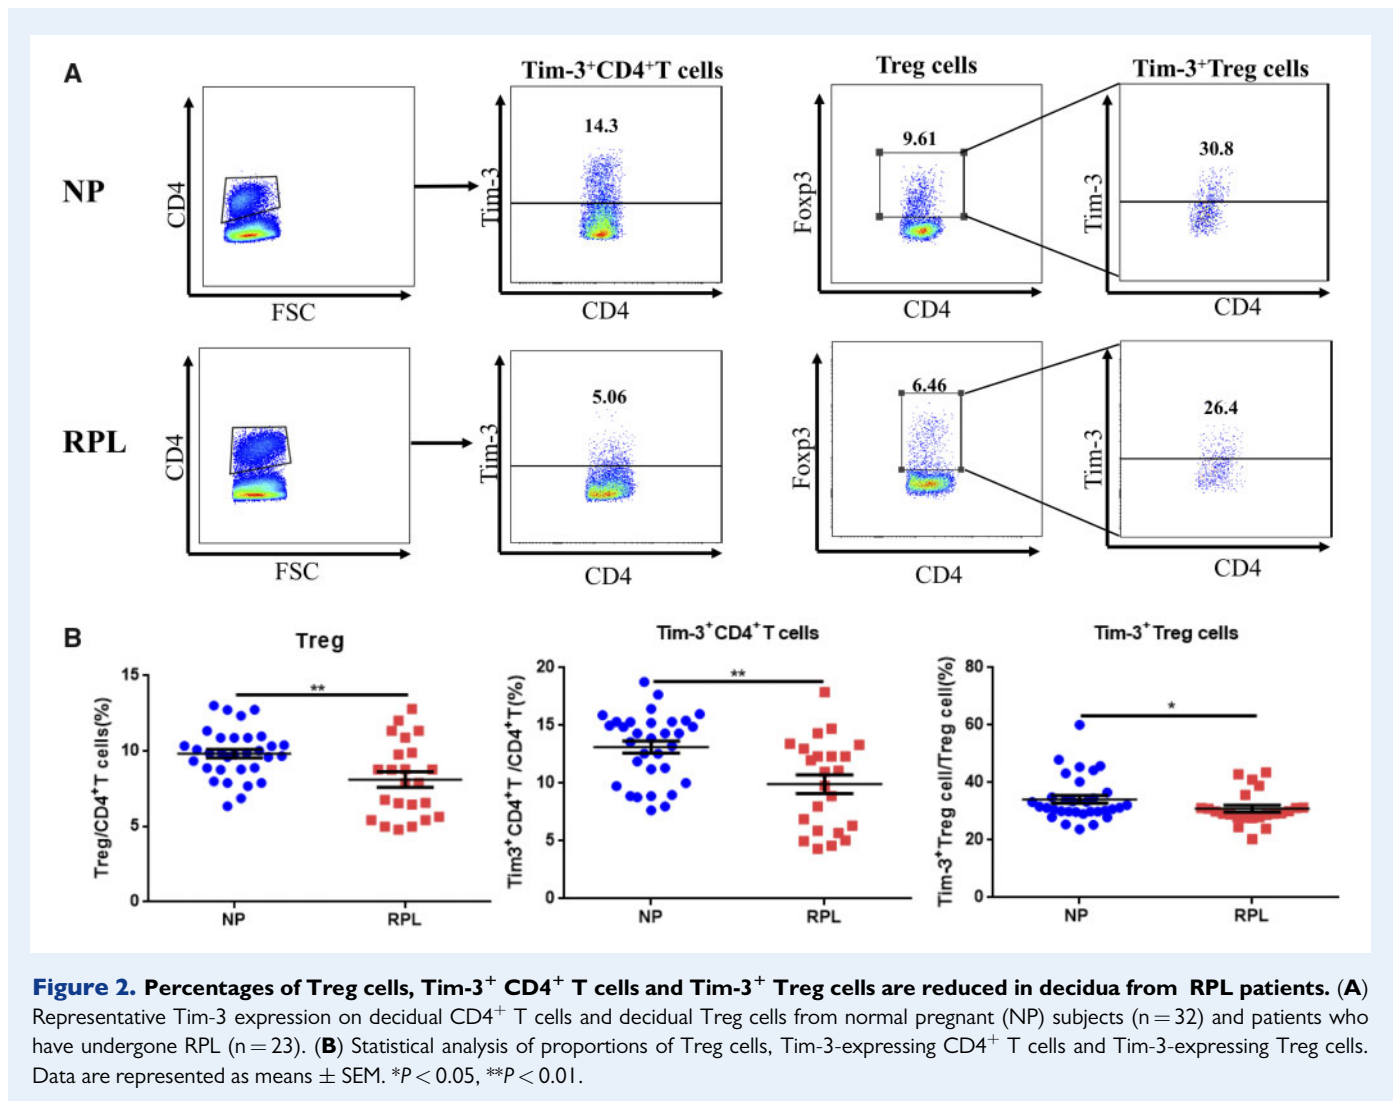 A
Tim-3⁺CD4⁺T cells
Treg cells
Tim-3⁺Treg cells
NP
CD4
FSC
14.3
Tim-3
CD4
9.61
Foxp3
CD4
30.8
Tim-3
CD4
RPL
CD4
FSC
5.06
Tim-3
CD4
6.46
Foxp3
CD4
26.4
Tim-3
CD4
B
Treg
Treg/CD4⁺T cells(%)
15
10
5
0
**
NP
RPL
Tim-3⁺CD4⁺T cells
Tim3⁺CD4⁺T /CD4⁺T(%)
20
15
10
5
0
**
NP
RPL
Tim-3⁺Treg cells
Tim-3⁺Treg cell/Treg cell(%)
80
60
40
20
0
*
NP
RPL
Figure 2. Percentages of Treg cells, Tim-3⁺ CD4⁺ T cells and Tim-3⁺ Treg cells are reduced in decidua from RPL patients. (A)
Representative Tim-3 expression on decidual CD4⁺ T cells and decidual Treg cells from normal pregnant (NP) subjects (n = 32) and patients who
have undergone RPL (n = 23). (B) Statistical analysis of proportions of Treg cells, Tim-3-expressing CD4⁺ T cells and Tim-3-expressing Treg cells.
Data are represented as means ± SEM. *P < 0.05, **P < 0.01.